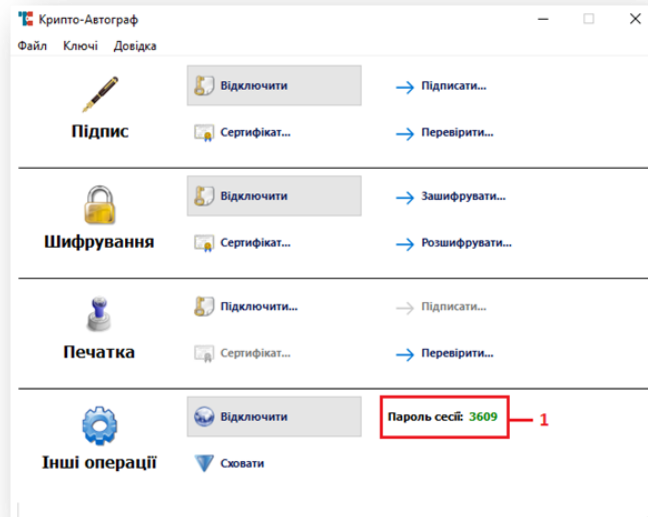 Крипто-Автограф
Файл Ключі Довідка
Відключити Підписати...
Підпис
Сертифікат... Перевірити...
Відключити Зашифрувати...
Шифрування
Сертифікат... Розшифрувати...
Підключити... Підписати...
Печатка
Сертифікат... Перевірити...
Відключити Пароль сесії: 3609 1
Інші операції
Сховати